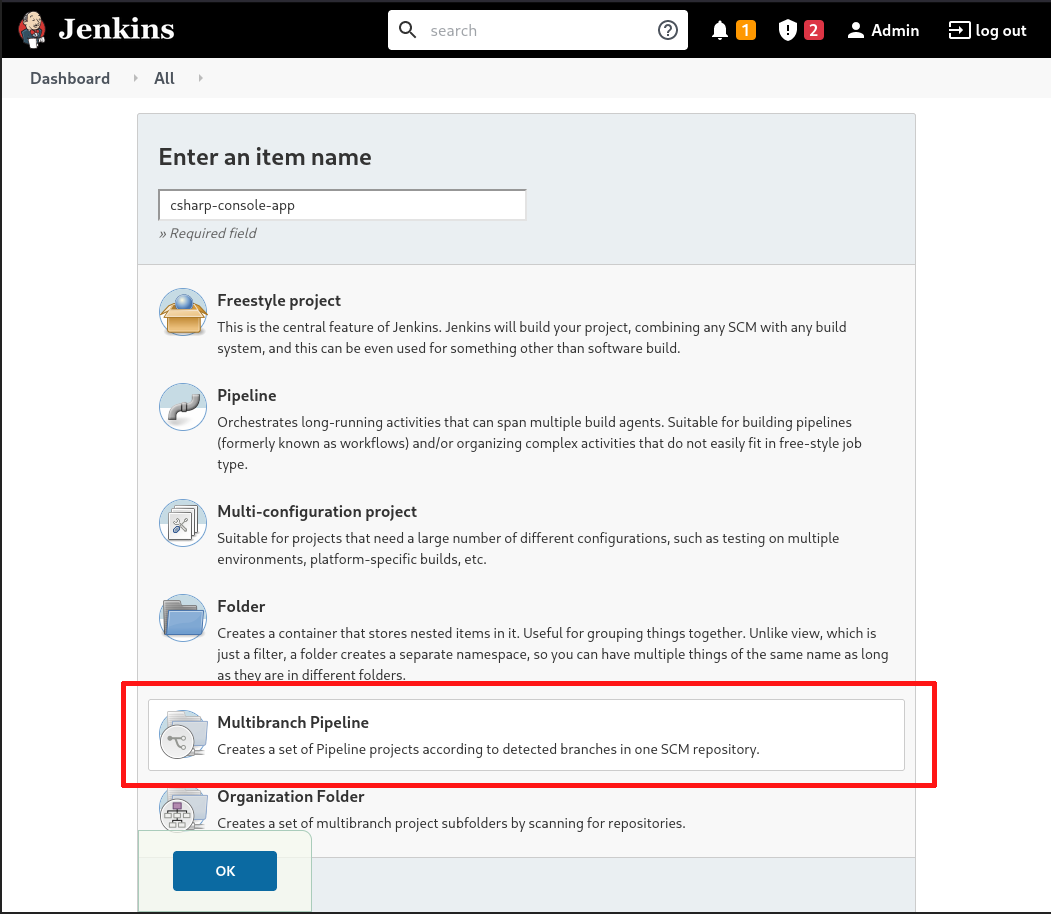 Jenkins
search
1
2
Admin
log out
Dashboard
All
Enter an item name
csharp-console-app
» Required field
Freestyle project
This is the central feature of Jenkins. Jenkins will build your project, combining any SCM with any build
system, and this can be even used for something other than software build.
Pipeline
Orchestrates long-running activities that can span multiple build agents. Suitable for building pipelines
(formerly known as workflows) and/or organizing complex activities that do not easily fit in free-style job
type.
Multi-configuration project
Suitable for projects that need a large number of different configurations, such as testing on multiple
environments, platform-specific builds, etc.
Folder
Creates a container that stores nested items in it. Useful for grouping things together. Unlike view, which is
just a filter, a folder creates a separate namespace, so you can have multiple things of the same name as long
as they are in different folders.
Multibranch Pipeline
Creates a set of Pipeline projects according to detected branches in one SCM repository.
Organization Folder
Creates a set of multibranch project subfolders by scanning for repositories.
OK